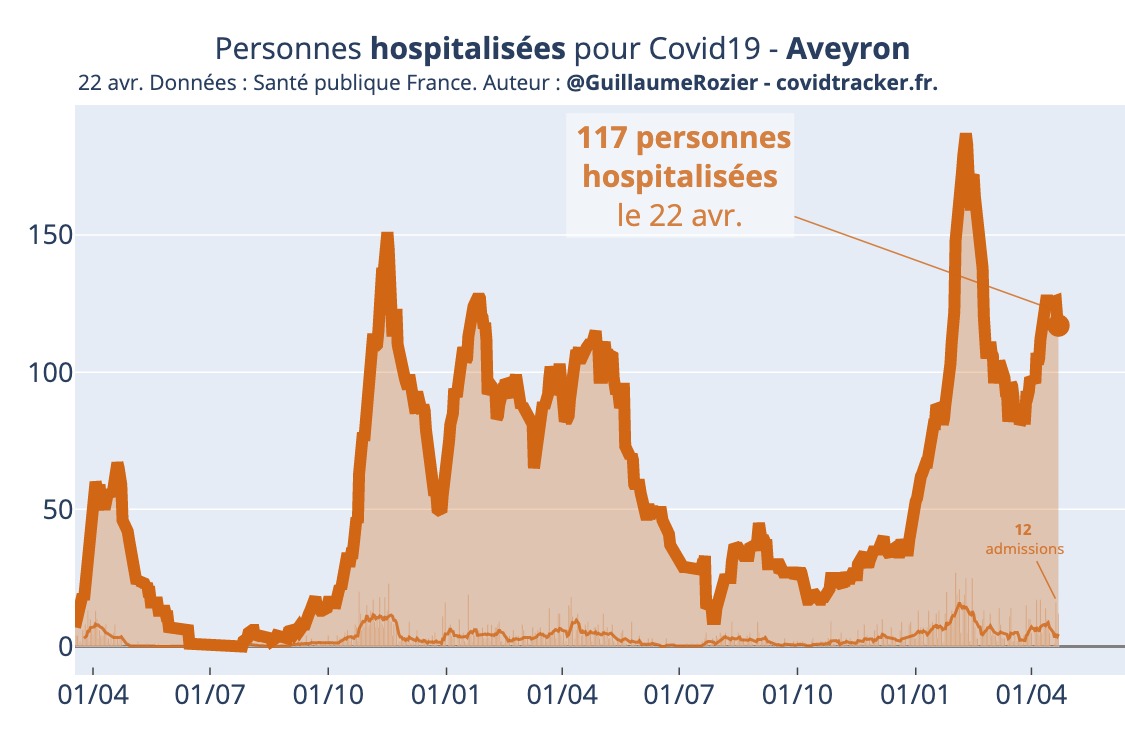 Personnes hospitalisées pour Covid19 - Aveyron
22 avr. Données : Santé publique France. Auteur : @GuillaumeRozier - covidtracker.fr.
117 personnes
hospitalisées
le 22 avr.
150
100
50
0
12
admissions
01/04 01/07 01/10 01/01 01/04 01/07 01/10 01/01 01/04